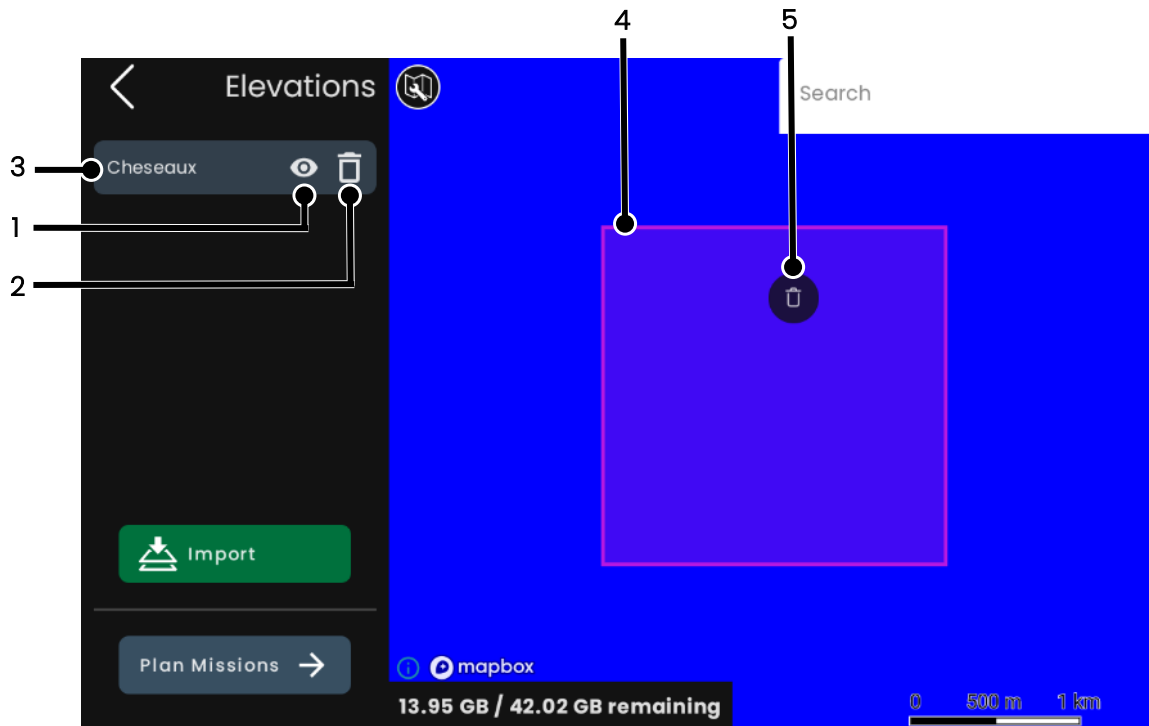 4 5
Elevations
Search
3
Cheseaux
1
2
Import
Plan Missions
mapbox
13.95 GB / 42.02 GB remaining
0 500 m 1 km